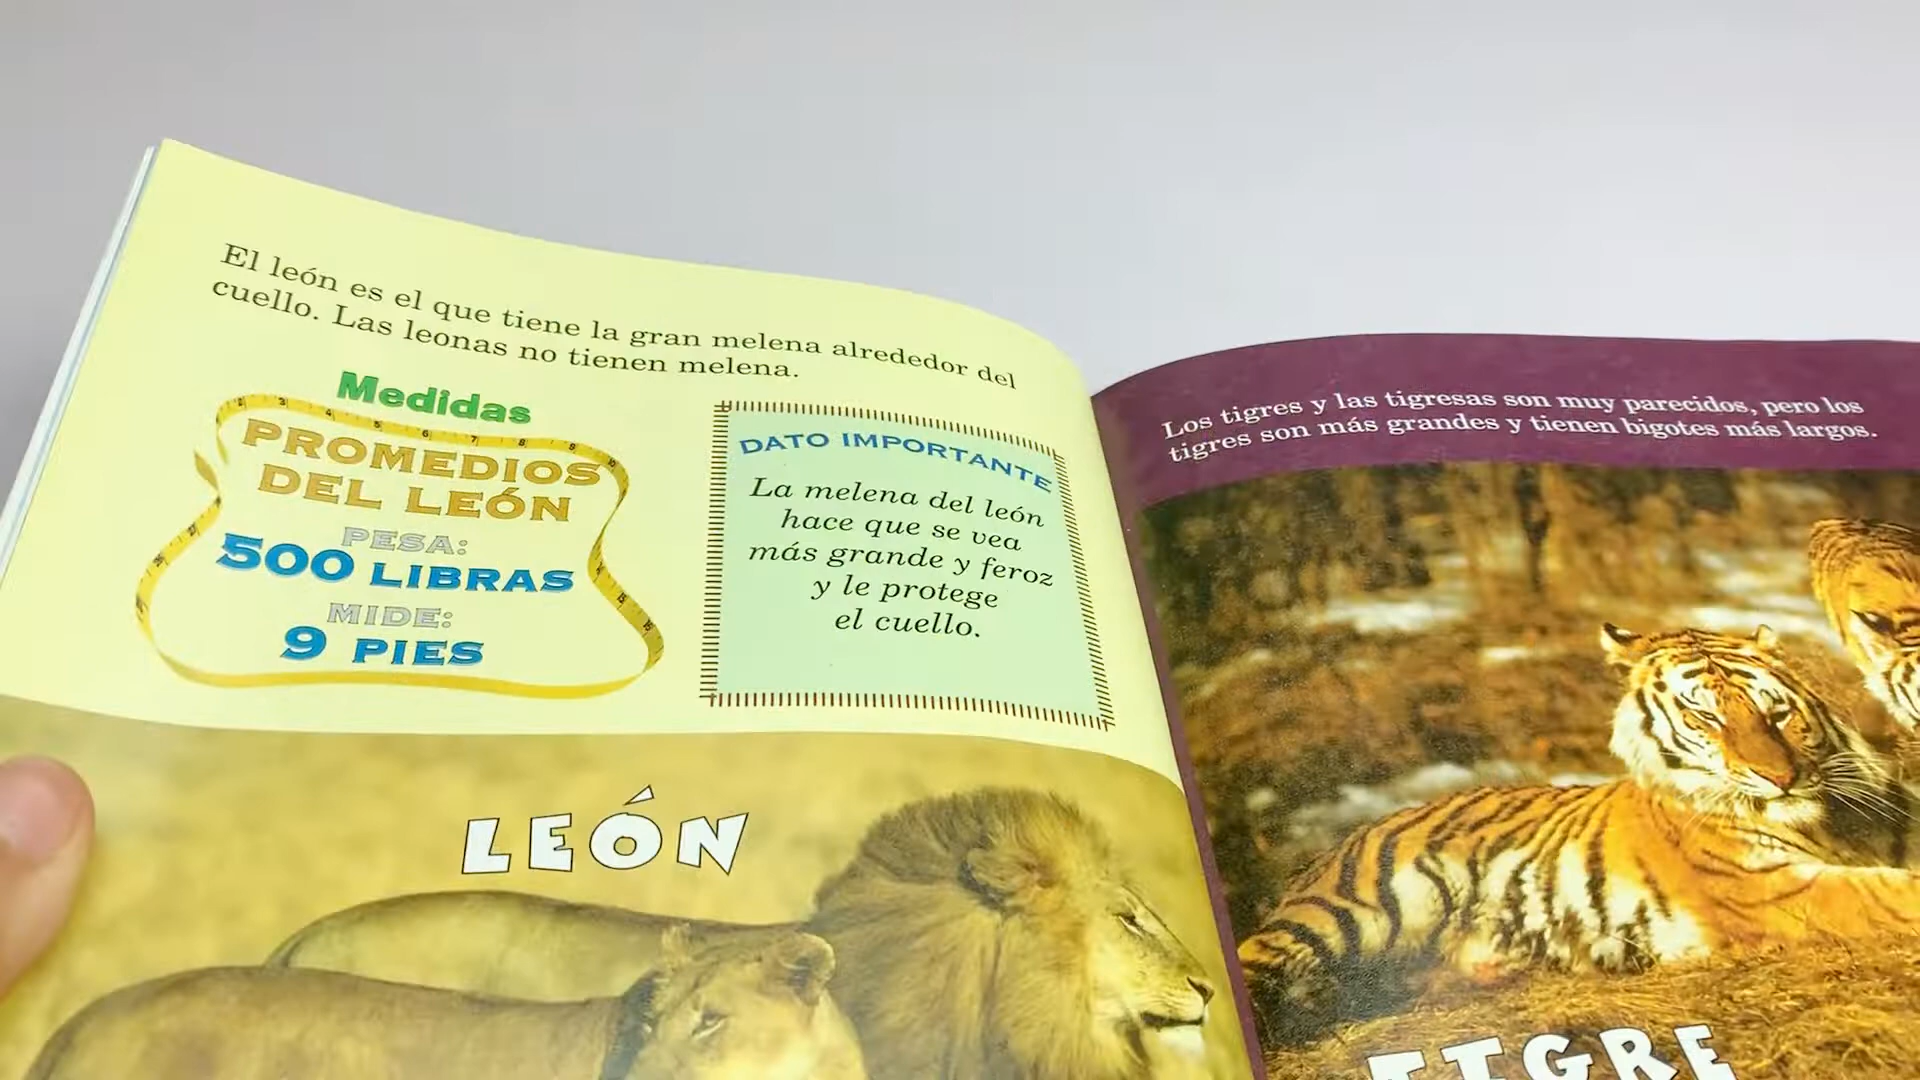 El león es el que tiene la gran melena alrededor del
cuello. Las leonas no tienen melena.
Medidas
PROMEDIOS
DEL LEÓN
PESA:
500 LIBRAS
MIDE:
9 PIES
DATO IMPORTANTE
La melena del león
hace que se vea
más grande y feroz
y le protege
el cuello.
LEÓN
Los tigres y las tigresas son muy parecidos, pero los
tigres son más grandes y tienen bigotes más largos.
TIGRE